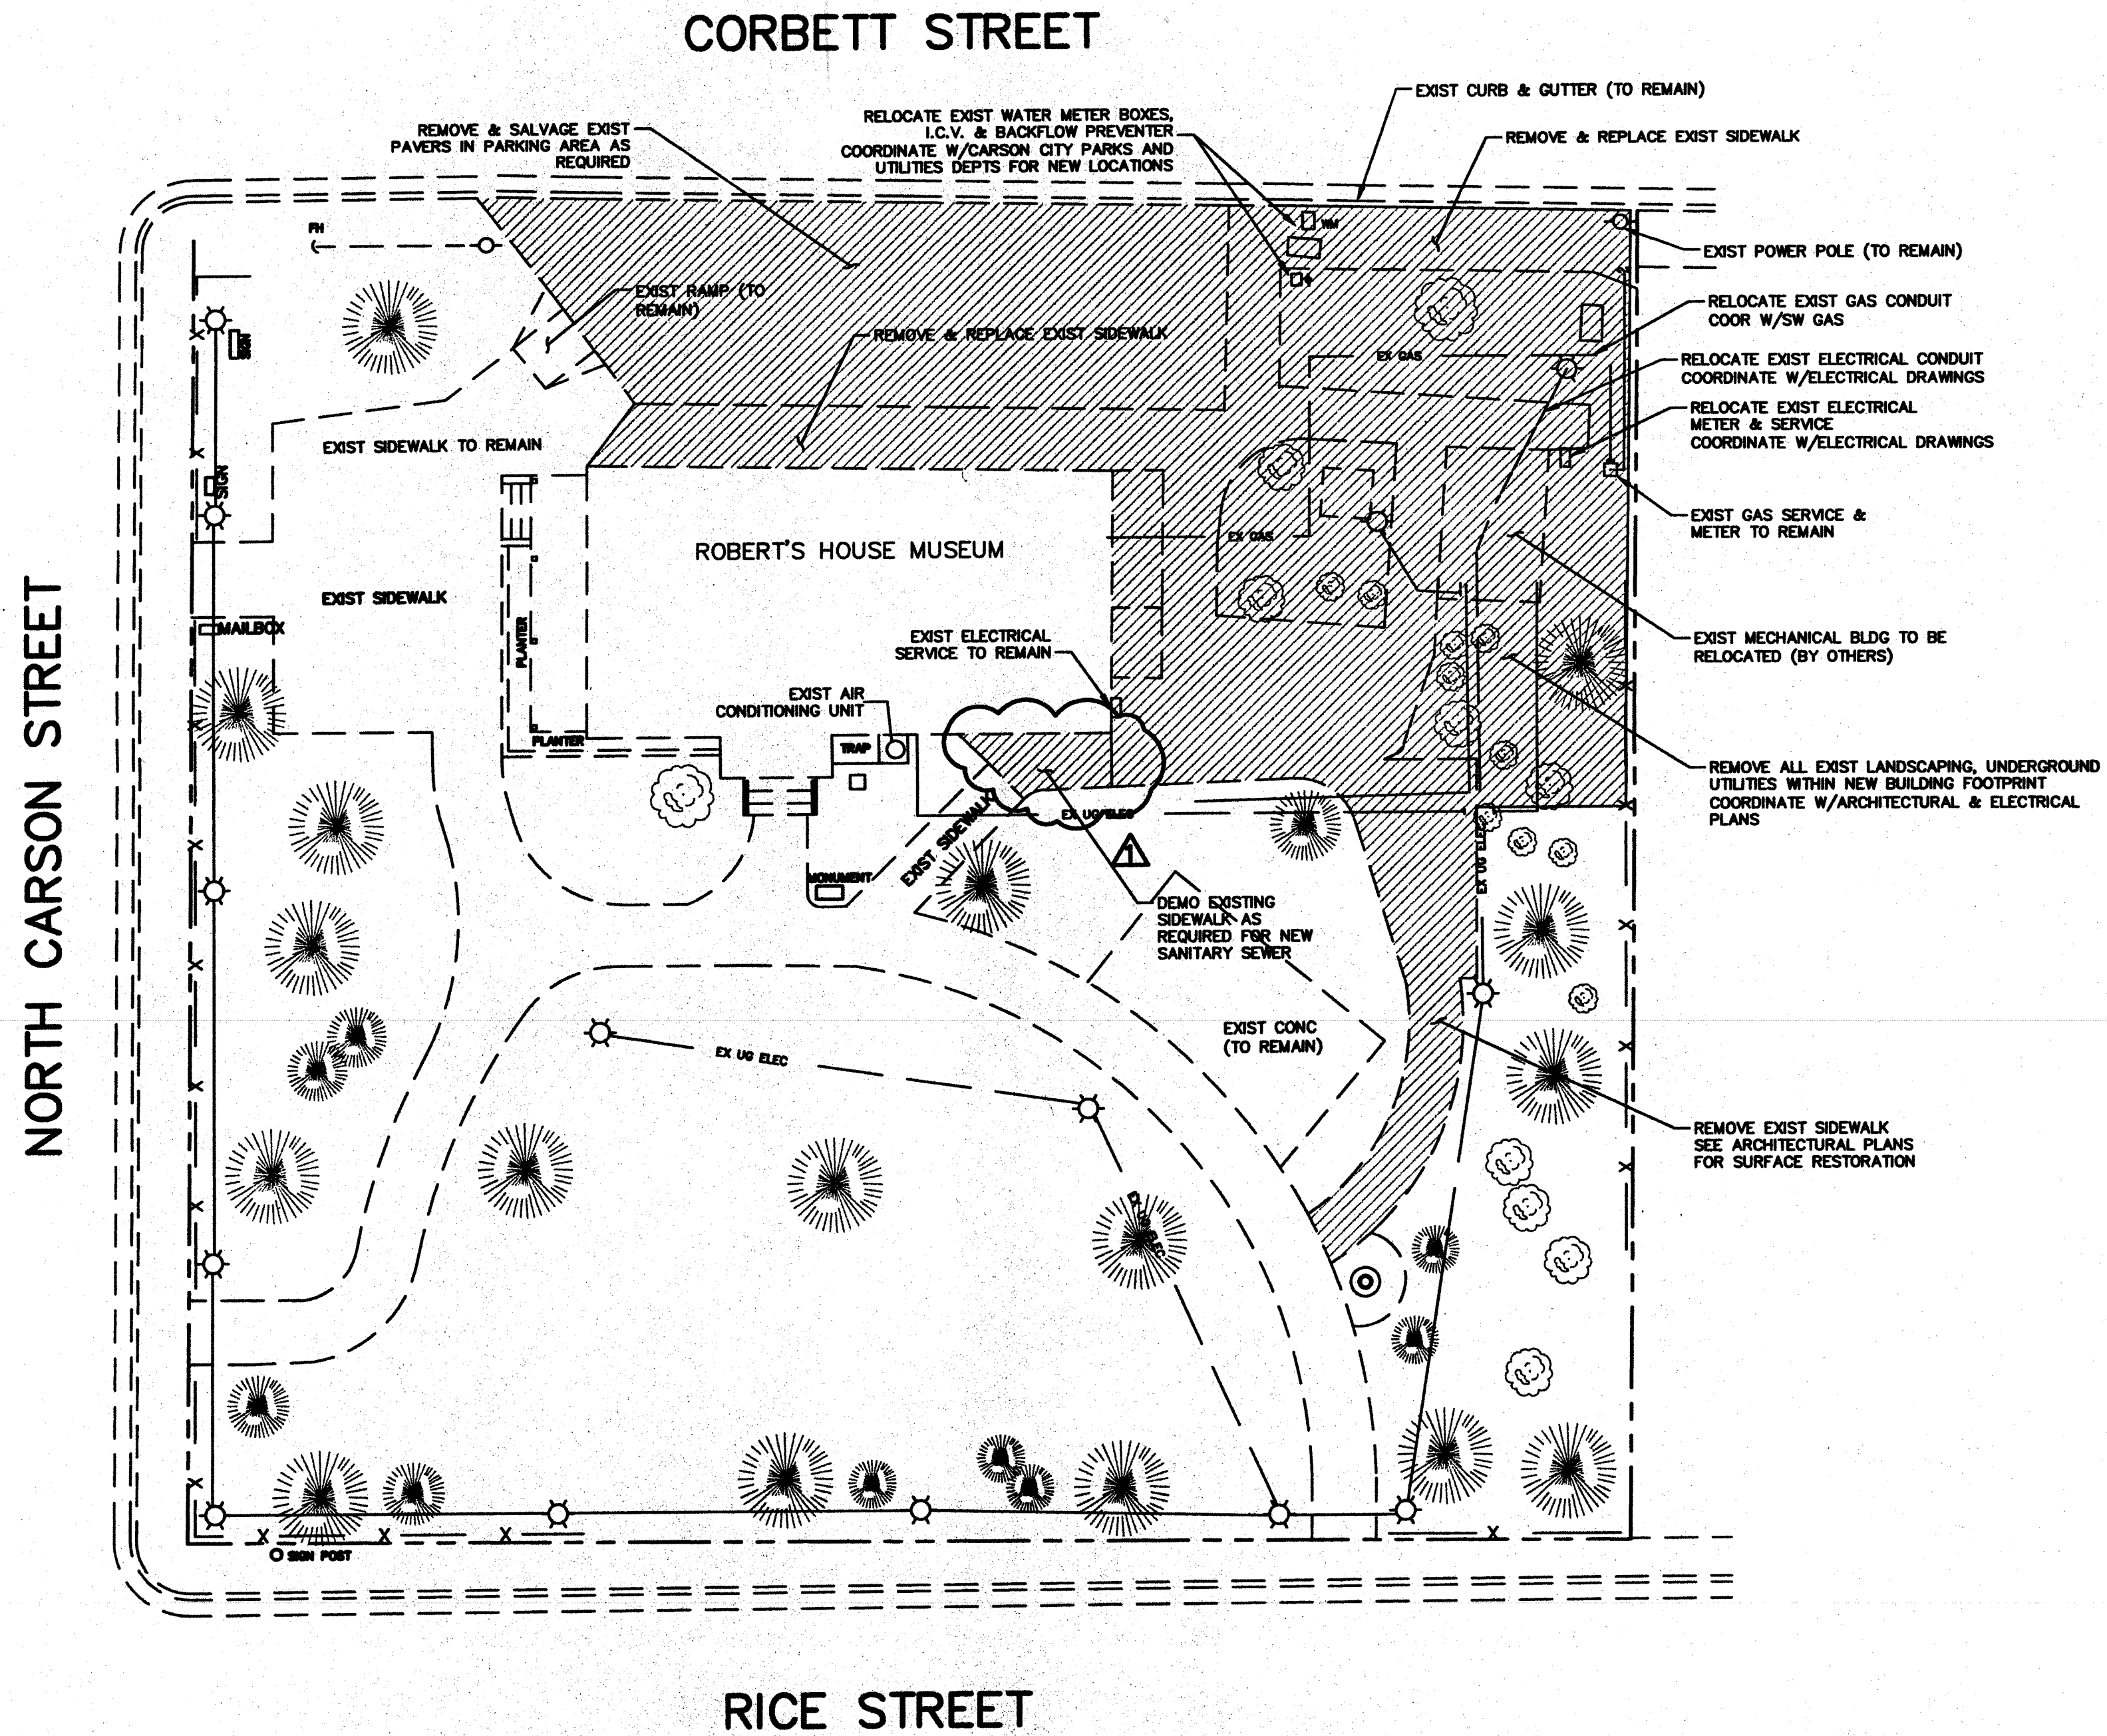 CORBETT STREET
EXIST CURB & GUTTER (TO REMAIN)
RELOCATE EXIST WATER METER BOXES,
I.C.V. & BACKFLOW PREVENTER
COORDINATE W/CARSON CITY PARKS AND
UTILITIES DEPTS FOR NEW LOCATIONS
REMOVE & SALVAGE EXIST
PAVERS IN PARKING AREA AS
REQUIRED
REMOVE & REPLACE EXIST SIDEWALK
FH
WM
EXIST POWER POLE (TO REMAIN)
EXIST RAMP (TO
REMAIN)
RELOCATE EXIST GAS CONDUIT
COOR W/SW GAS
SIGN
REMOVE & REPLACE EXIST SIDEWALK
EX GAS
RELOCATE EXIST ELECTRICAL CONDUIT
COORDINATE W/ELECTRICAL DRAWINGS
RELOCATE EXIST ELECTRICAL
METER & SERVICE
COORDINATE W/ELECTRICAL DRAWINGS
EXIST SIDEWALK TO REMAIN
SIGN
EXIST GAS SERVICE &
METER TO REMAIN
ROBERT'S HOUSE MUSEUM
EX GAS
EXIST SIDEWALK
MAILBOX
PLANTER
EXIST ELECTRICAL
SERVICE TO REMAIN
EXIST MECHANICAL BLDG TO BE
RELOCATED (BY OTHERS)
EXIST AIR
CONDITIONING UNIT
PLANTER
TRAP
REMOVE ALL EXIST LANDSCAPING, UNDERGROUND
UTILITIES WITHIN NEW BUILDING FOOTPRINT
COORDINATE W/ARCHITECTURAL & ELECTRICAL
PLANS
EX UG ELEC
EXIST SIDEWALK
1
EX UG ELEC
MONUMENT
DEMO EXISTING
SIDEWALK AS
REQUIRED FOR NEW
SANITARY SEWER
NORTH CARSON STREET
EXIST CONC
(TO REMAIN)
EX UG ELEC
REMOVE EXIST SIDEWALK
SEE ARCHITECTURAL PLANS
FOR SURFACE RESTORATION
EX UG ELEC
SIGN POST
RICE STREET